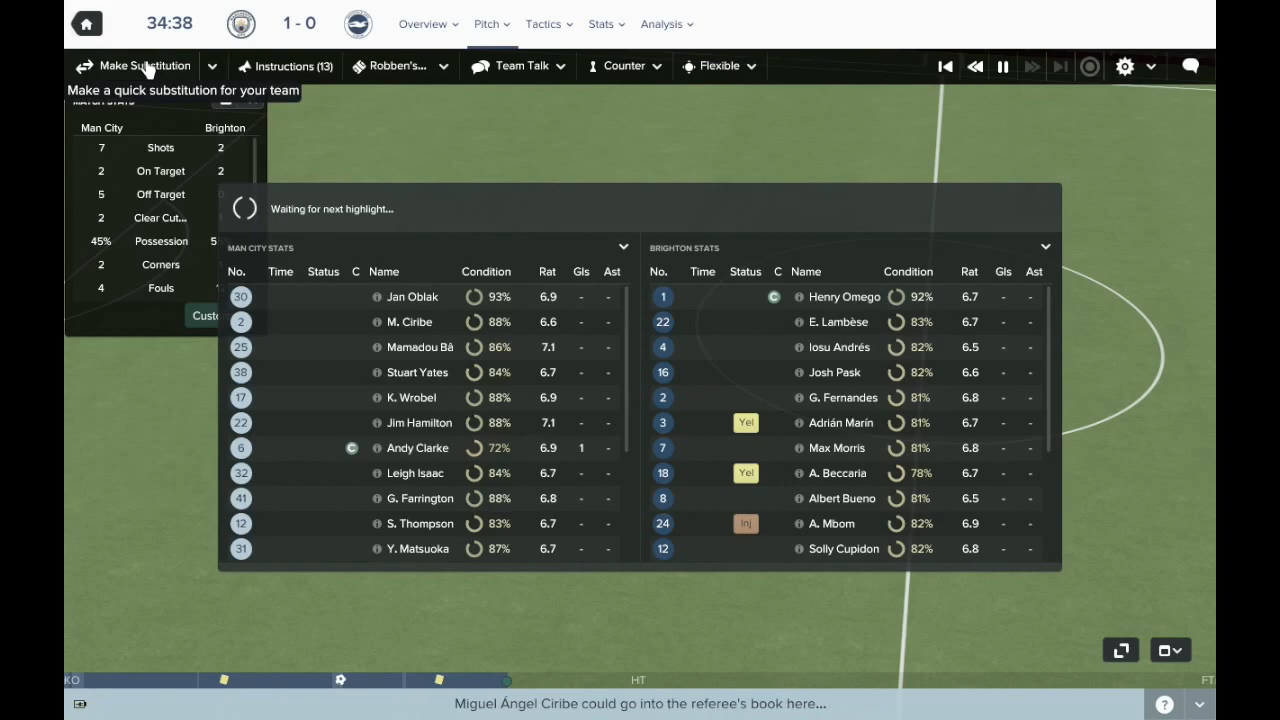 34:38 1 - 0 Overview Pitch Tactics Stats Analysis
Make Substitution Instructions (13) Robben's... Team Talk Counter Flexible
Make a quick substitution for your team
MATCH STATS
Man City Brighton
7 Shots 2
2 On Target 2
5 Off Target
2 Clear Cut...
45% Possession
2 Corners
4 Fouls
Waiting for next highlight...
MAN CITY STATS
No. Time Status C Name Condition Rat Gls Ast
30 Jan Oblak 93% 6.9 - -
2 M. Ciribe 88% 6.6 - -
25 Mamadou Bâ 86% 7.1 - -
38 Stuart Yates 84% 6.7 - -
17 K. Wrobel 88% 6.9 - -
22 Jim Hamilton 88% 7.1 - -
6 C Andy Clarke 72% 6.9 1 -
32 Leigh Isaac 84% 6.7 - -
41 G. Farrington 88% 6.8 - -
12 S. Thompson 83% 6.7 - -
31 Y. Matsuoka 87% 6.7 - -
BRIGHTON STATS
No. Time Status C Name Condition Rat Gls Ast
1 C Henry Omego 92% 6.7 - -
22 E. Lambèse 83% 6.7 - -
4 Iosu Andrés 82% 6.5 - -
16 Josh Pask 82% 6.6 - -
2 G. Fernandes 81% 6.8 - -
3 Yel Adrián Marín 81% 6.7 - -
7 Max Morris 81% 6.8 - -
18 Yel A. Beccaria 78% 6.7 - -
8 Albert Bueno 81% 6.5 - -
24 Inj A. Mbom 82% 6.9 - -
12 Solly Cupidon 82% 6.8 - -
KO HT FT
Miguel Ángel Ciribe could go into the referee's book here...
?